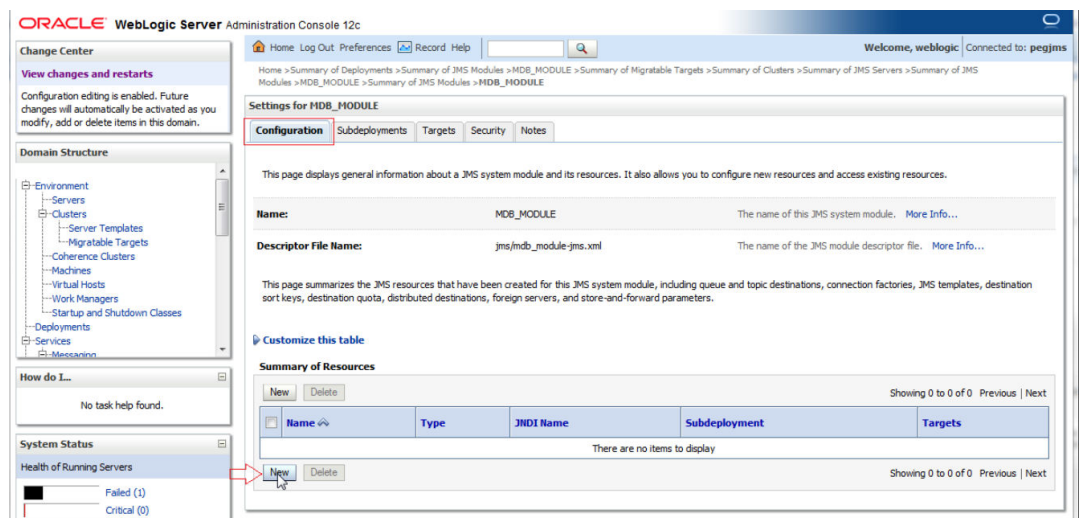 ORACLE WebLogic Server Administration Console 12c
Change Center
View changes and restarts
Configuration editing is enabled. Future
changes will automatically be activated as you
modify, add or delete items in this domain.
Domain Structure
Environment
Servers
Clusters
Server Templates
Migratable Targets
Coherence Clusters
Machines
Virtual Hosts
Work Managers
Startup and Shutdown Classes
Deployments
Services
Messaging
How do I...
No task help found.
System Status
Health of Running Servers
Failed (1)
Critical (0)
Home Log Out Preferences Record Help
Welcome, weblogic Connected to: pegjms
Home >Summary of Deployments >Summary of JMS Modules >MDB_MODULE >Summary of Migratable Targets >Summary of Clusters >Summary of JMS Servers >Summary of JMS
Modules >MDB_MODULE >Summary of JMS Modules >MDB_MODULE
Settings for MDB_MODULE
Configuration Subdeployments Targets Security Notes
This page displays general information about a JMS system module and its resources. It also allows you to configure new resources and access existing resources.
Name: MDB_MODULE The name of this JMS system module. More Info...
Descriptor File Name: jms/mdb_module-jms.xml The name of the JMS module descriptor file. More Info...
This page summarizes the JMS resources that have been created for this JMS system module, including queue and topic destinations, connection factories, JMS templates, destination
sort keys, destination quota, distributed destinations, foreign servers, and store-and-forward parameters.
Customize this table
Summary of Resources
New Delete Showing 0 to 0 of 0 Previous | Next
Name Type JNDI Name Subdeployment Targets
There are no items to display
New Delete Showing 0 to 0 of 0 Previous | Next